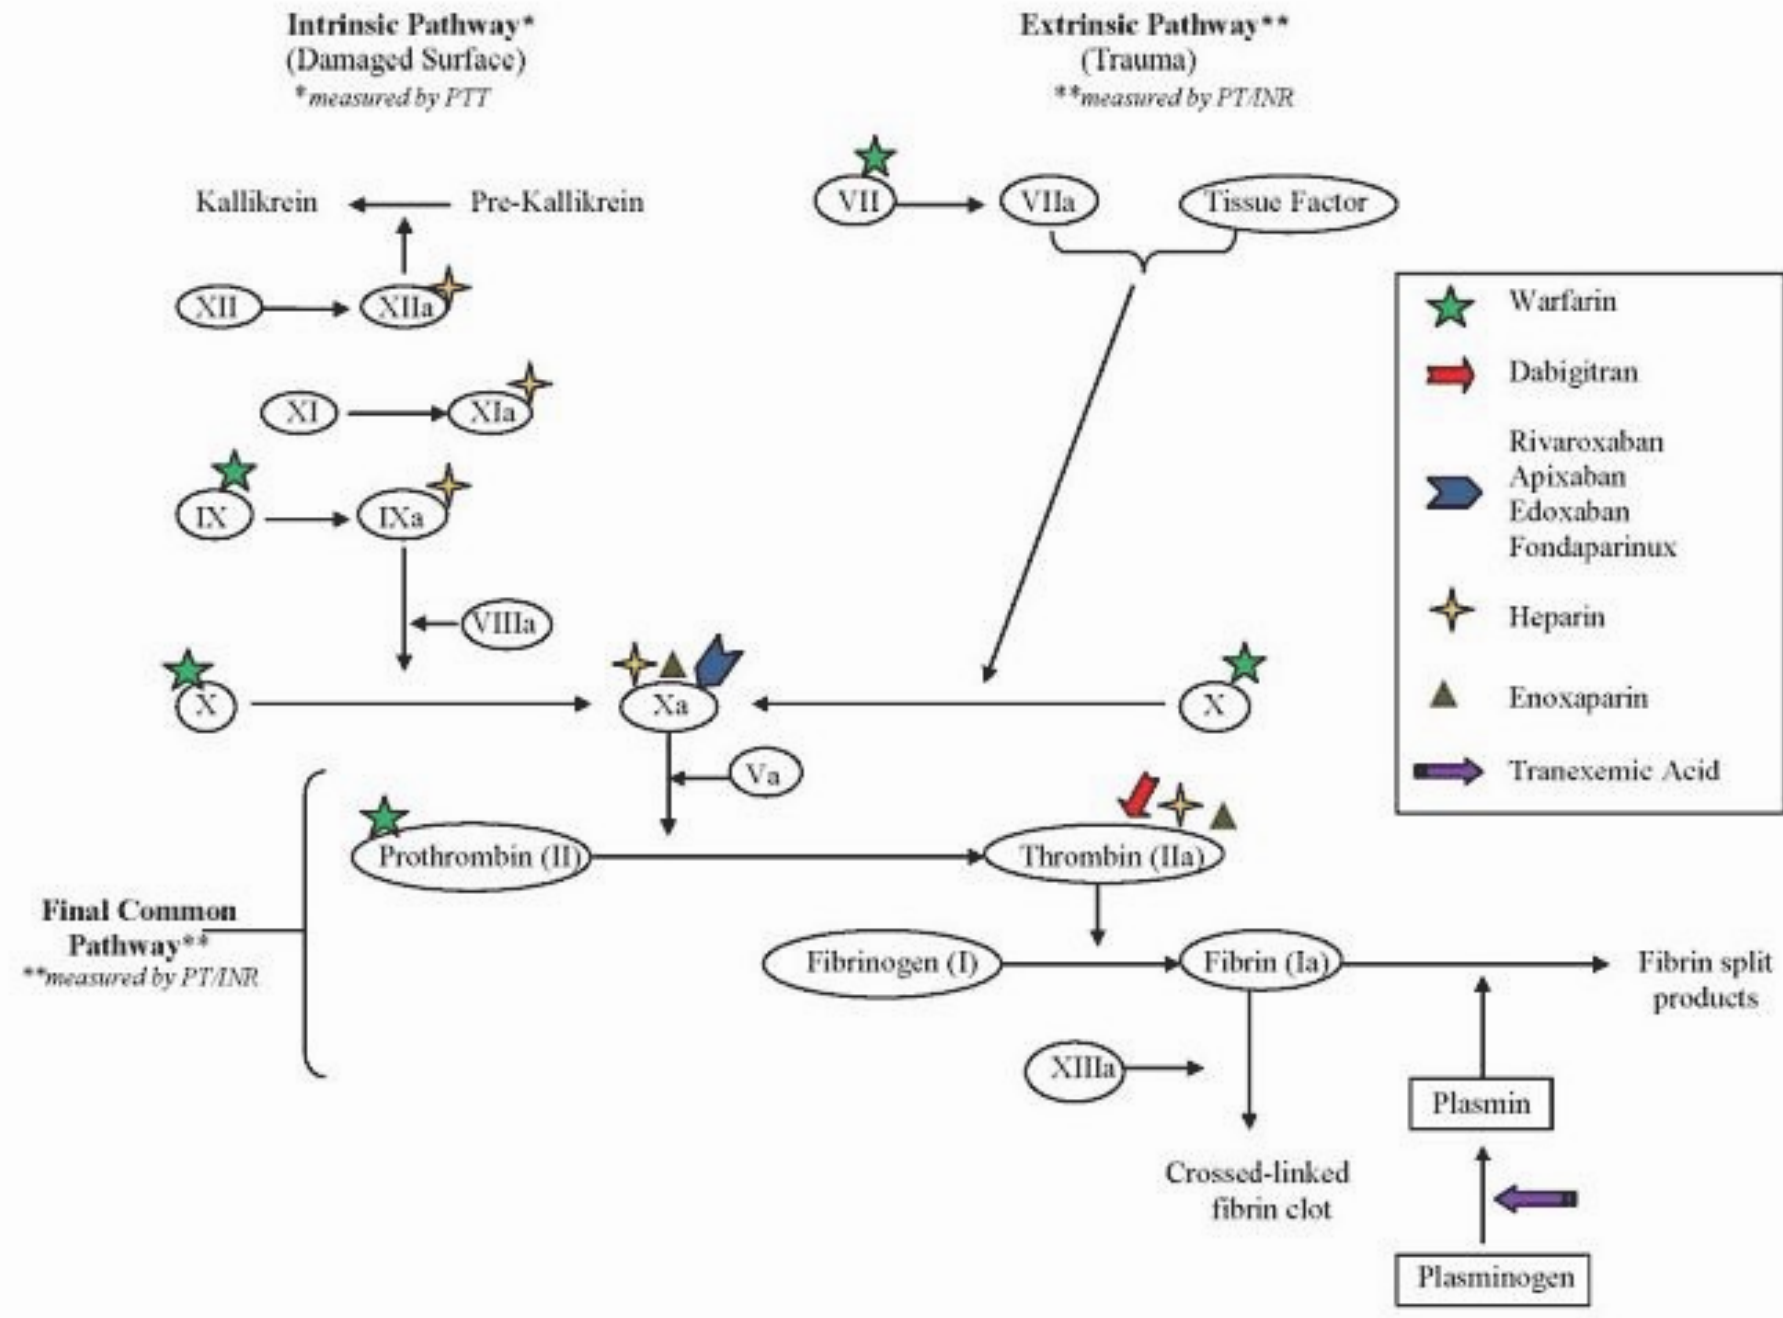 Intrinsic Pathway*
(Damaged Surface)
*measured by PTT
Extrinsic Pathway**
(Trauma)
**measured by PT/INR
Kallikrein
Pre-Kallikrein
VII
VIIa
Tissue Factor
XII
XIIa
XI
XIa
IX
IXa
VIIIa
X
Xa
X
Va
Prothrombin (II)
Thrombin (IIa)
Final Common
Pathway**
**measured by PT/INR
Fibrinogen (I)
Fibrin (Ia)
Fibrin split
products
XIIIa
Plasmin
Crossed-linked
fibrin clot
Plasminogen
Warfarin
Dabigitran
Rivaroxaban
Apixaban
Edoxaban
Fondaparinux
Heparin
Enoxaparin
Tranexemic Acid